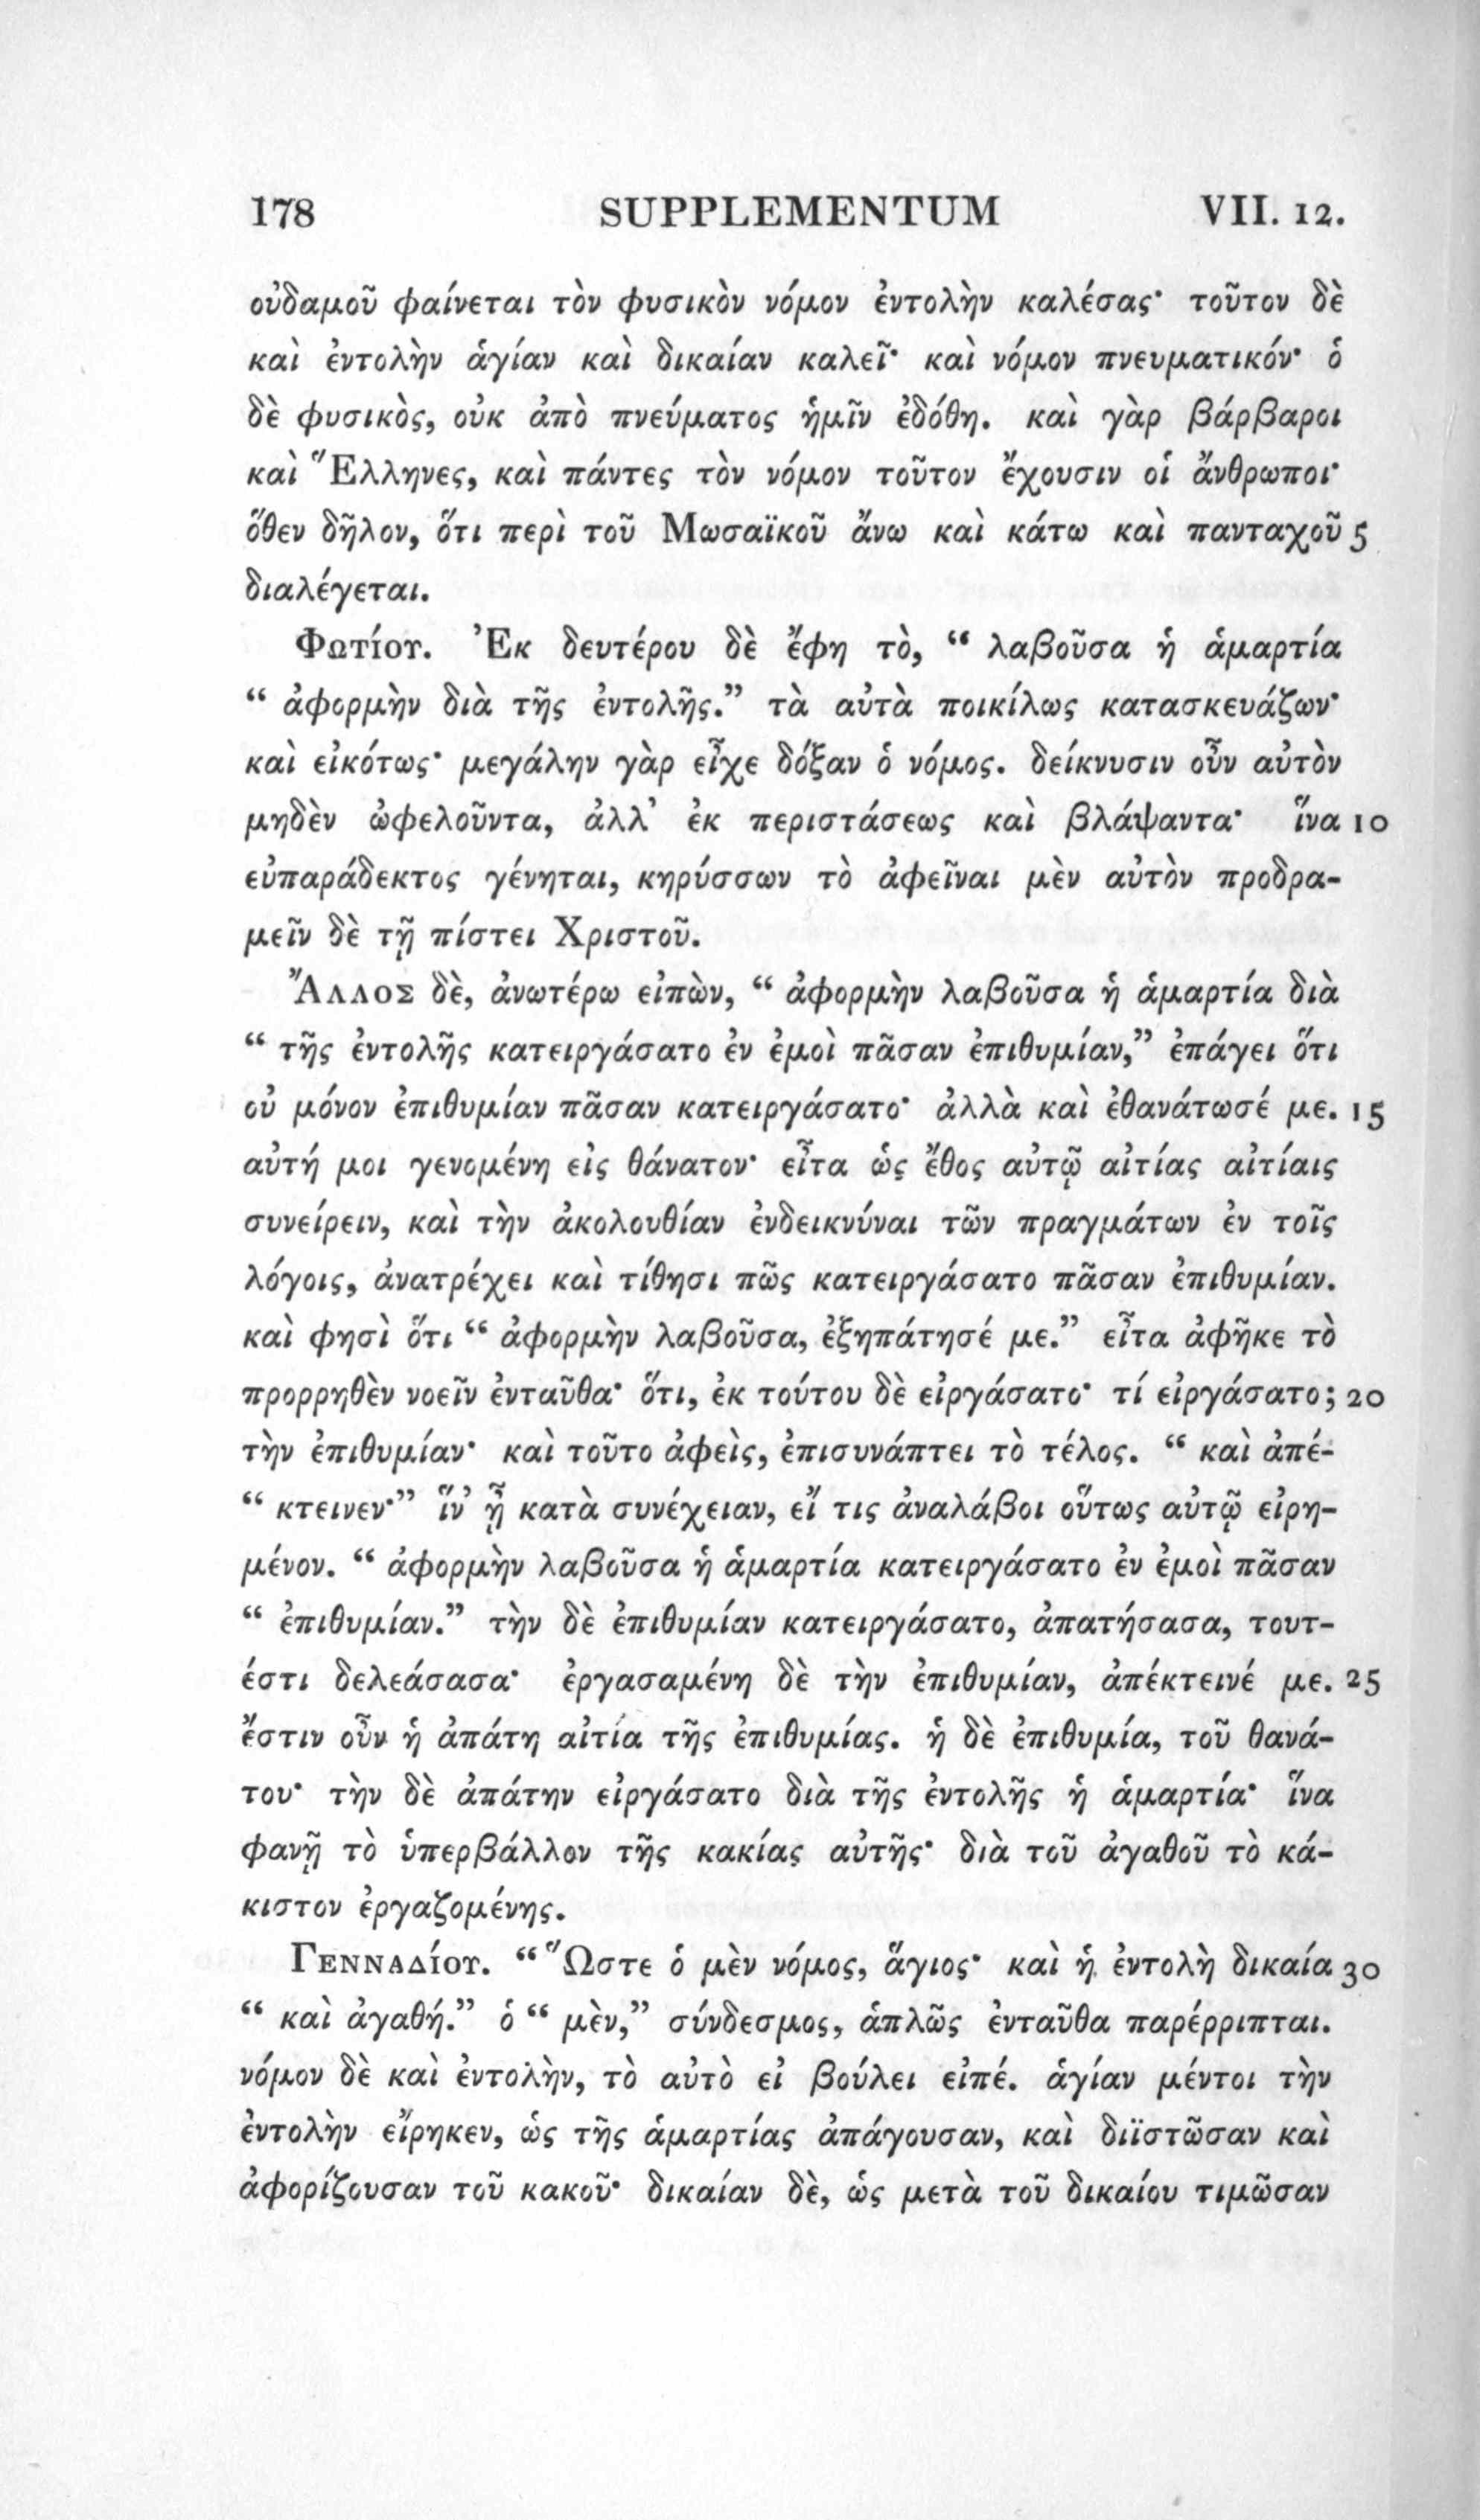 178 SUPPLEMENTUM VII. 12.
οὐδαμοῦ φαίνεται τὸν φυσικὸν νόμον ἐντολὴν καλέσας· τοῦτον δὲ
καὶ ἐντολὴν ἁγίαν καὶ δικαίαν καλεῖ· καὶ νόμον πνευματικόν· ὁ
δὲ φυσικὸς, οὐκ ἀπὸ πνεύματος ἡμῖν ἐδόθη. καὶ γὰρ βάρβαροι
καὶ Ἕλληνες, καὶ πάντες τὸν νόμον τοῦτον ἔχουσιν οἱ ἄνθρωποι·
ὅθεν δῆλον, ὅτι περὶ τοῦ Μωσαϊκοῦ ἄνω καὶ κάτω καὶ πανταχοῦ 5
διαλέγεται.
Φωτίου. Ἐκ δευτέρου δὲ ἔφη τὸ, “ λαβοῦσα ἡ ἁμαρτία
“ ἀφορμὴν διὰ τῆς ἐντολῆς.” τὰ αὐτὰ ποικίλως κατασκευάζων·
καὶ εἰκότως· μεγάλην γὰρ εἶχε δόξαν ὁ νόμος. δείκνυσιν οὖν αὐτὸν
μηδὲν ὠφελοῦντα, ἀλλ’ ἐκ περιστάσεως καὶ βλάψαντα· ἵνα 10
εὐπαράδεκτος γένηται, κηρύσσων τὸ ἀφεῖναι μὲν αὐτὸν προδρα-
μεῖν δὲ τῇ πίστει Χριστοῦ.
Ἄλλος δὲ, ἀνωτέρω εἰπὼν, “ ἀφορμὴν λαβοῦσα ἡ ἁμαρτία διὰ
“ τῆς ἐντολῆς κατειργάσατο ἐν ἐμοὶ πᾶσαν ἐπιθυμίαν,” ἐπάγει ὅτι
οὐ μόνον ἐπιθυμίαν πᾶσαν κατειργάσατο· ἀλλὰ καὶ ἐθανάτωσέ με. 15
αὐτή μοι γενομένη εἰς θάνατον· εἶτα ὡς ἔθος αὐτῷ αἰτίας αἰτίαις
συνείρειν, καὶ τὴν ἀκολουθίαν ἐνδεικνύναι τῶν πραγμάτων ἐν τοῖς
λόγοις, ἀνατρέχει καὶ τίθησι πῶς κατειργάσατο πᾶσαν ἐπιθυμίαν.
καὶ φησὶ ὅτι “ ἀφορμὴν λαβοῦσα, ἐξηπάτησέ με.” εἶτα ἀφῆκε τὸ
προρρηθὲν νοεῖν ἐνταῦθα· ὅτι, ἐκ τούτου δὲ εἰργάσατο· τί εἰργάσατο; 20
τὴν ἐπιθυμίαν· καὶ τοῦτο ἀφεὶς, ἐπισυνάπτει τὸ τέλος. “ καὶ ἀπέ-
“ κτεινεν·” ἵν’ ᾖ κατὰ συνέχειαν, εἴ τις ἀναλάβοι οὕτως αὐτῷ εἰρη-
μένον. “ ἀφορμὴν λαβοῦσα ἡ ἁμαρτία κατειργάσατο ἐν ἐμοὶ πᾶσαν
“ ἐπιθυμίαν.” τὴν δὲ ἐπιθυμίαν κατειργάσατο, ἀπατήσασα, τουτ-
έστι δελεάσασα· ἐργασαμένη δὲ τὴν ἐπιθυμίαν, ἀπέκτεινέ με. 25
ἔστιν οὖν ἡ ἀπάτη αἰτία τῆς ἐπιθυμίας. ἡ δὲ ἐπιθυμία, τοῦ θανά-
του· τὴν δὲ ἀπάτην εἰργάσατο διὰ τῆς ἐντολῆς ἡ ἁμαρτία· ἵνα
φανῇ τὸ ὑπερβάλλον τῆς κακίας αὐτῆς· διὰ τοῦ ἀγαθοῦ τὸ κά-
κιστον ἐργαζομένης.
Γενναδίου. “ Ὥστε ὁ μὲν νόμος, ἅγιος· καὶ ἡ ἐντολὴ δικαία 30
“ καὶ ἀγαθή.” ὁ “ μὲν,” σύνδεσμος, ἁπλῶς ἐνταῦθα παρέρριπται.
νόμον δὲ καὶ ἐντολὴν, τὸ αὐτὸ εἰ βούλει εἰπέ. ἁγίαν μέντοι τὴν
ἐντολὴν εἴρηκεν, ὡς τῆς ἁμαρτίας ἀπάγουσαν, καὶ διϊστῶσαν καὶ
ἀφορίζουσαν τοῦ κακοῦ· δικαίαν δὲ, ὡς μετὰ τοῦ δικαίου τιμῶσαν